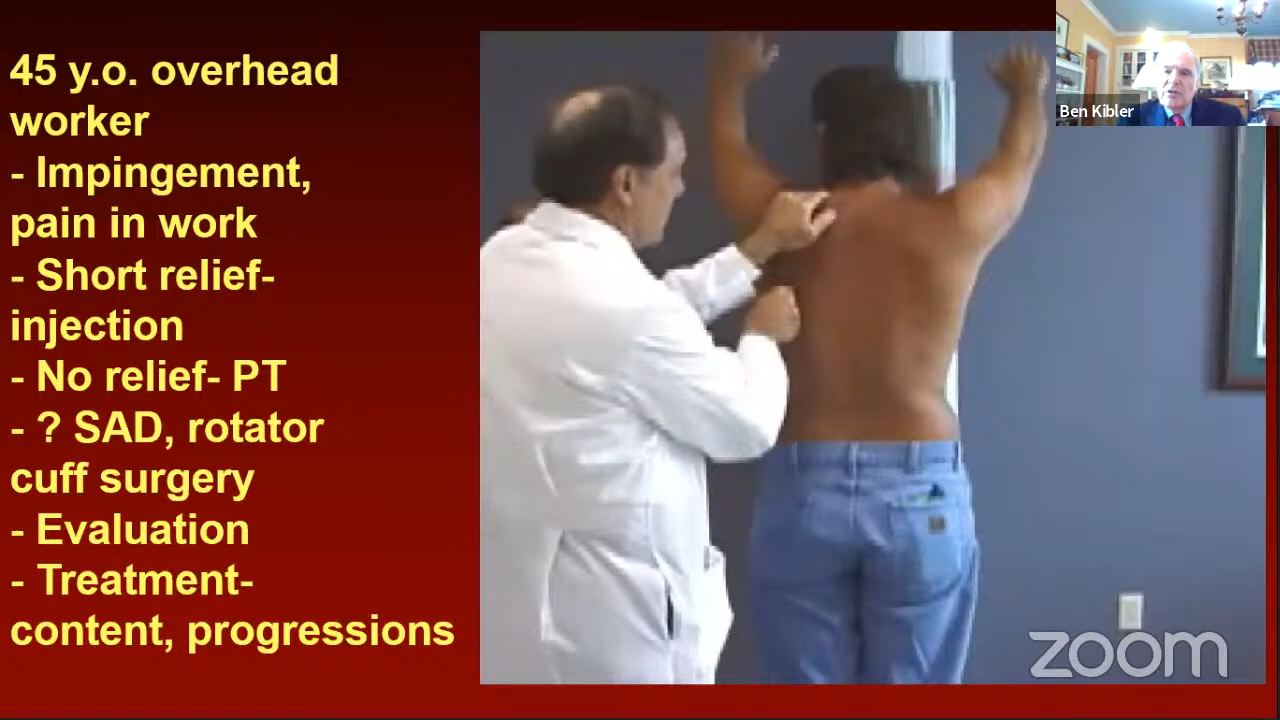 45 y.o. overhead
worker
- Impingement,
pain in work
- Short relief-
injection
- No relief- PT
- ? SAD, rotator
cuff surgery
- Evaluation
- Treatment-
content, progressions
Ben Kibler
zoom